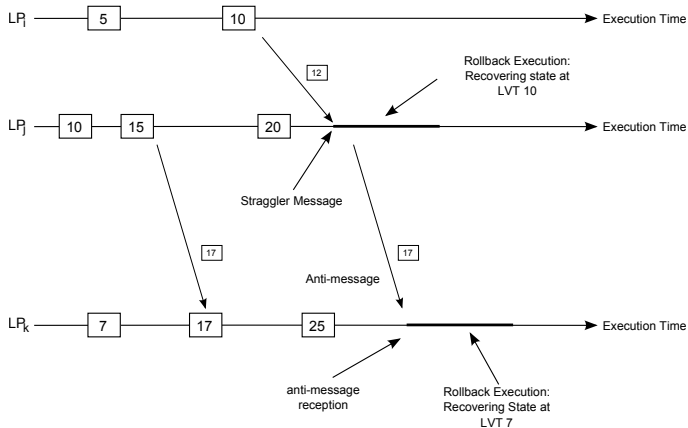 LPi 5 10 Execution Time
12
Rollback Execution:
Recovering state at
LVT 10
LPj 10 15 20 Execution Time
Straggler Message
17 17
Anti-message
LPk 7 17 25 Execution Time
anti-message
reception
Rollback Execution:
Recovering State at
LVT 7